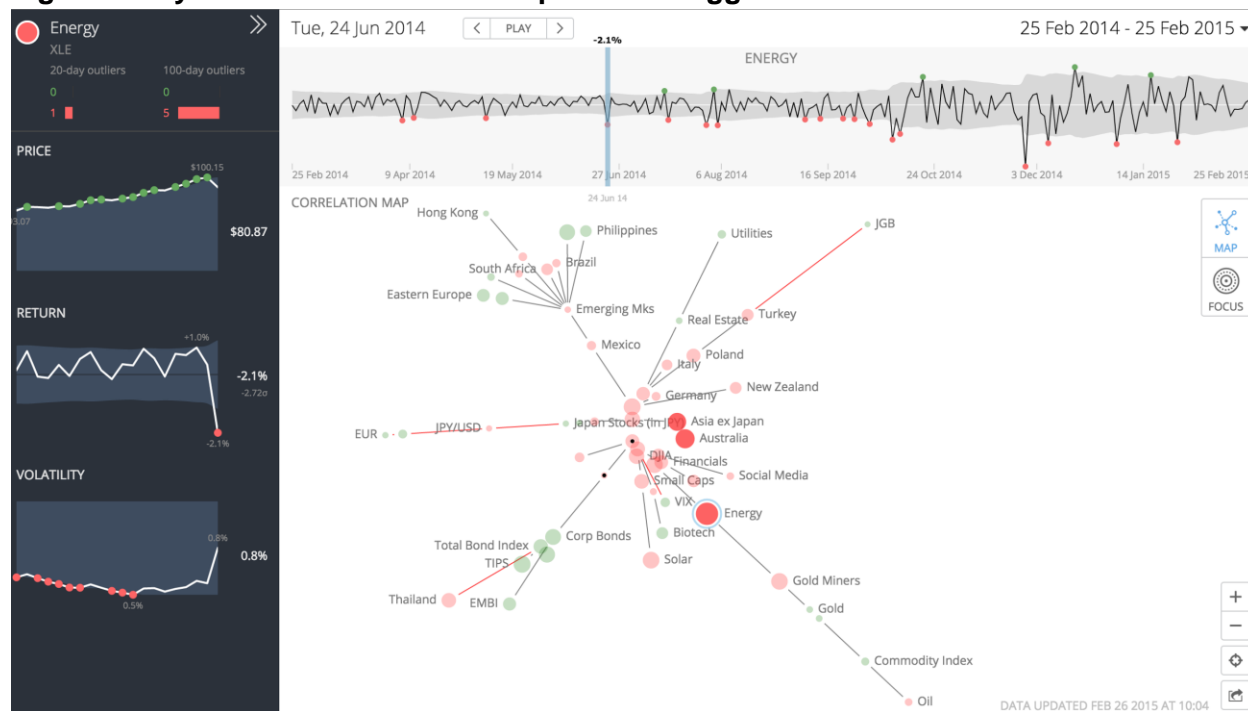 Energy
XLE
20-day outliers 100-day outliers
0 0
1 5
PRICE
$100.15
$80.87
RETURN
+1.0%
-2.1%
-2.72σ
-2.1%
VOLATILITY
0.8%
0.8%
0.5%
Tue, 24 Jun 2014 PLAY 25 Feb 2014 - 25 Feb 2015
-2.1%
ENERGY
25 Feb 2014 9 Apr 2014 19 May 2014 27 Jun 2014 6 Aug 2014 16 Sep 2014 24 Oct 2014 3 Dec 2014 14 Jan 2015 25 Feb 2015
24 Jun 14
CORRELATION MAP
Hong Kong
JGB
Philippines
Utilities
MAP
South Africa
Brazil
Eastern Europe
FOCUS
Emerging Mks
Turkey
Real Estate
Mexico
Poland
Italy
New Zealand
Germany
Japan Stocks (in JPY)
Asia ex Japan
JPY/USD
EUR
Australia
DJIA
Financials
Social Media
Small Caps
VIX
Energy
Biotech
Corp Bonds
Total Bond Index
Solar
TIPS
Gold Miners
Thailand
EMBI
Gold
Commodity Index
Oil
DATA UPDATED FEB 26 2015 AT 10:04